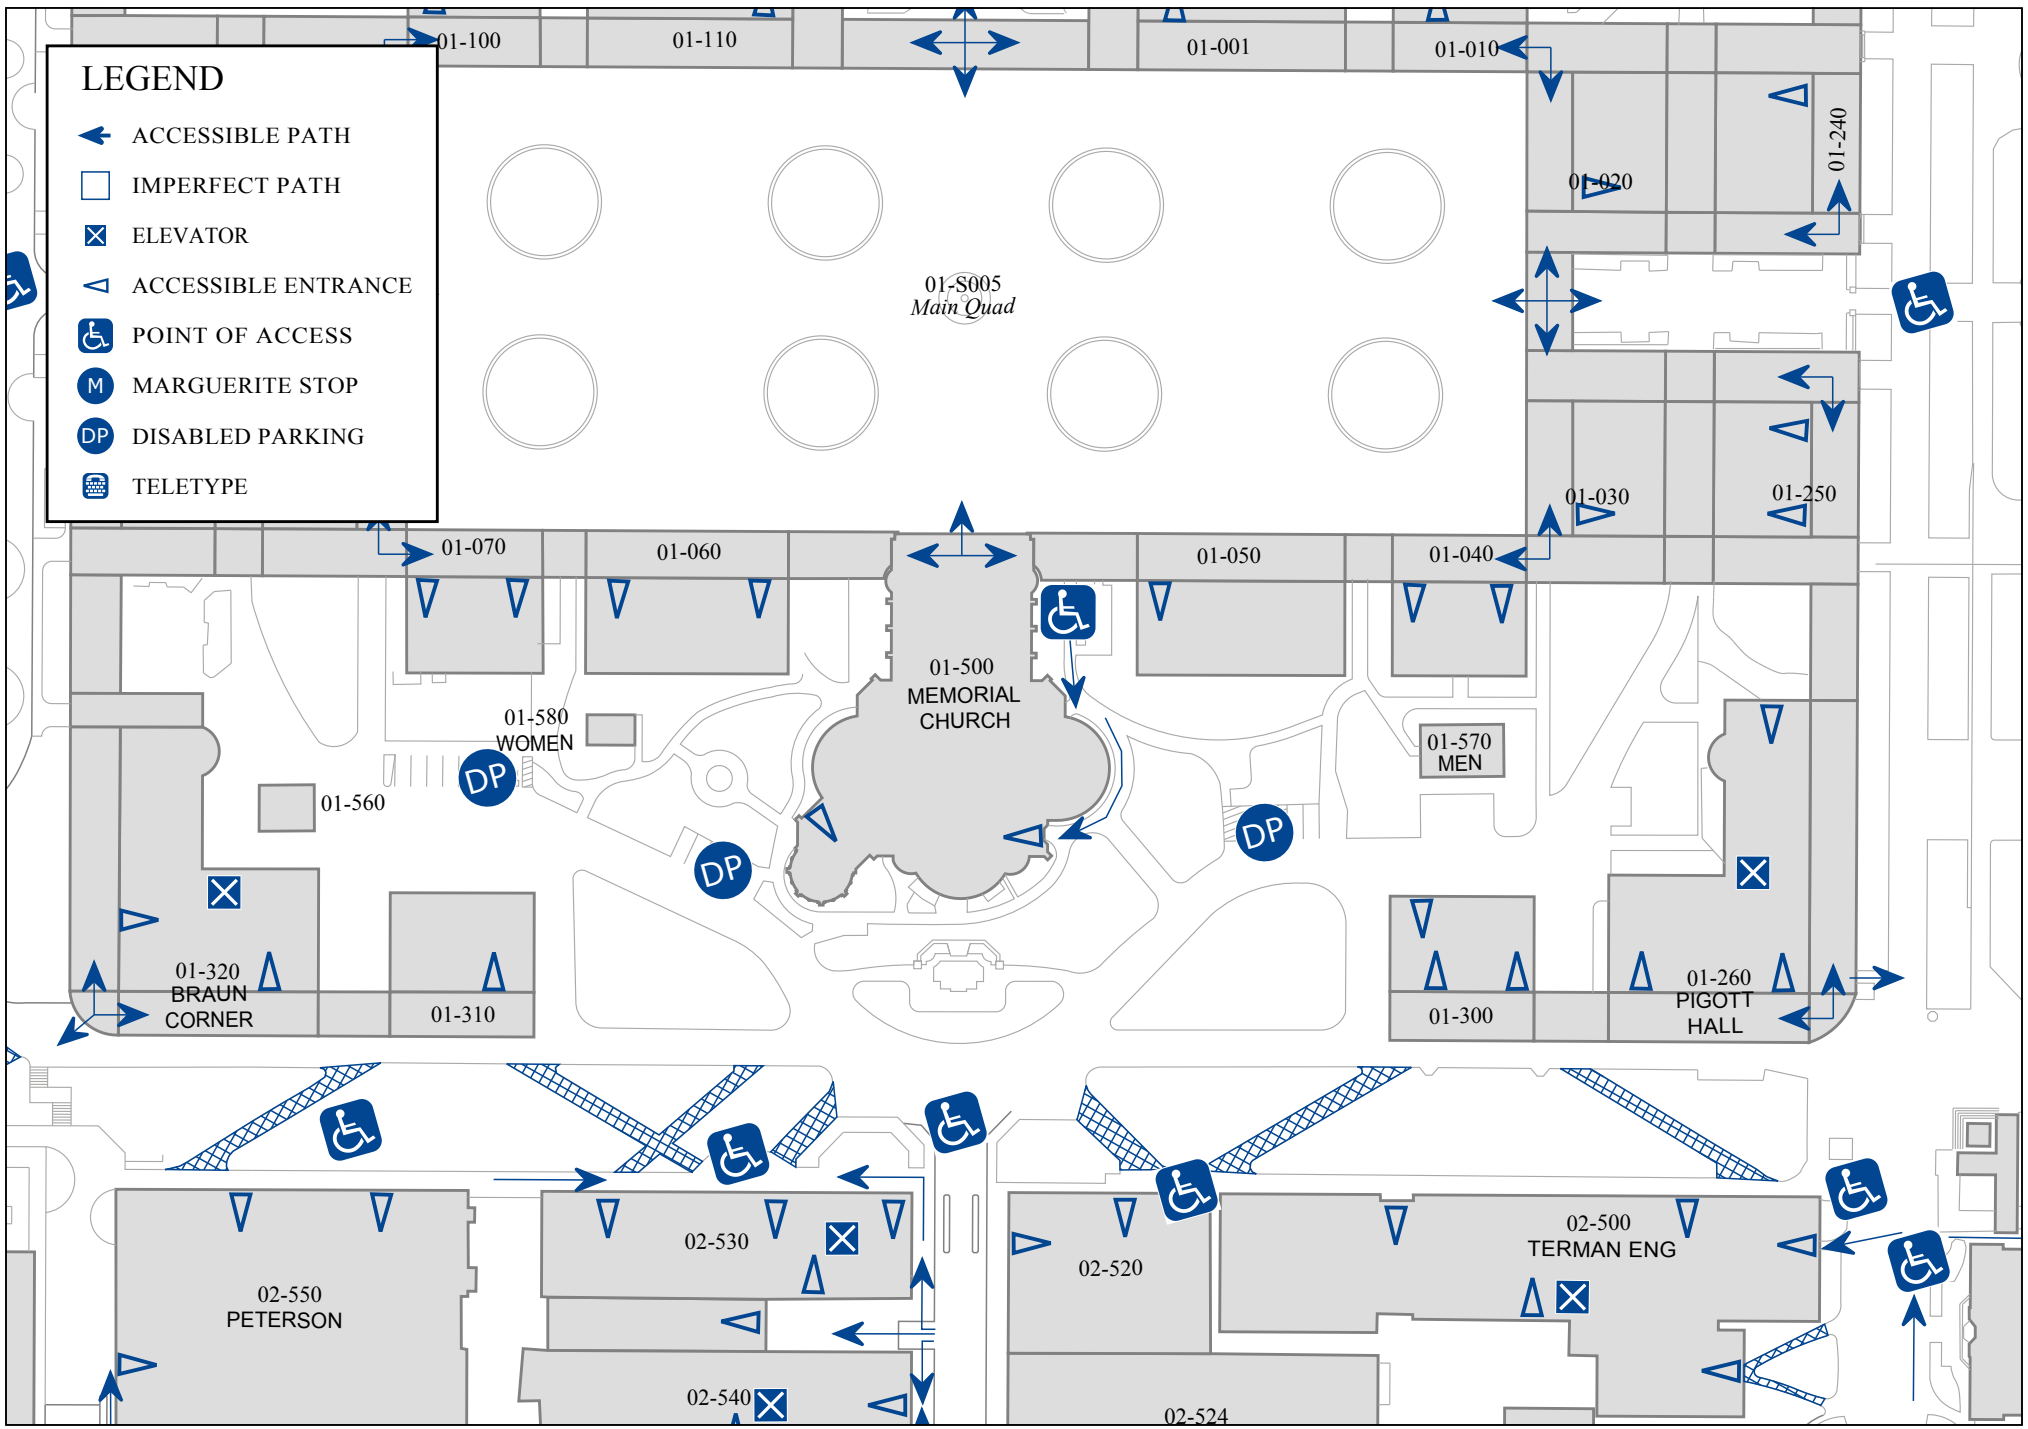 01-100
01-110
01-001
01-010
LEGEND
ACCESSIBLE PATH
IMPERFECT PATH
ELEVATOR
ACCESSIBLE ENTRANCE
POINT OF ACCESS
M
MARGUERITE STOP
DP
DISABLED PARKING
TELETYPE
01-240
01-020
01-S005
Main Quad
01-030
01-250
01-070
01-060
01-050
01-040
01-500
MEMORIAL
CHURCH
01-580
WOMEN
01-570
MEN
DP
01-560
DP
DP
01-320
BRAUN
CORNER
01-310
01-300
01-260
PIGOTT
HALL
02-530
02-520
02-500
TERMAN ENG
02-550
PETERSON
02-540
02-524